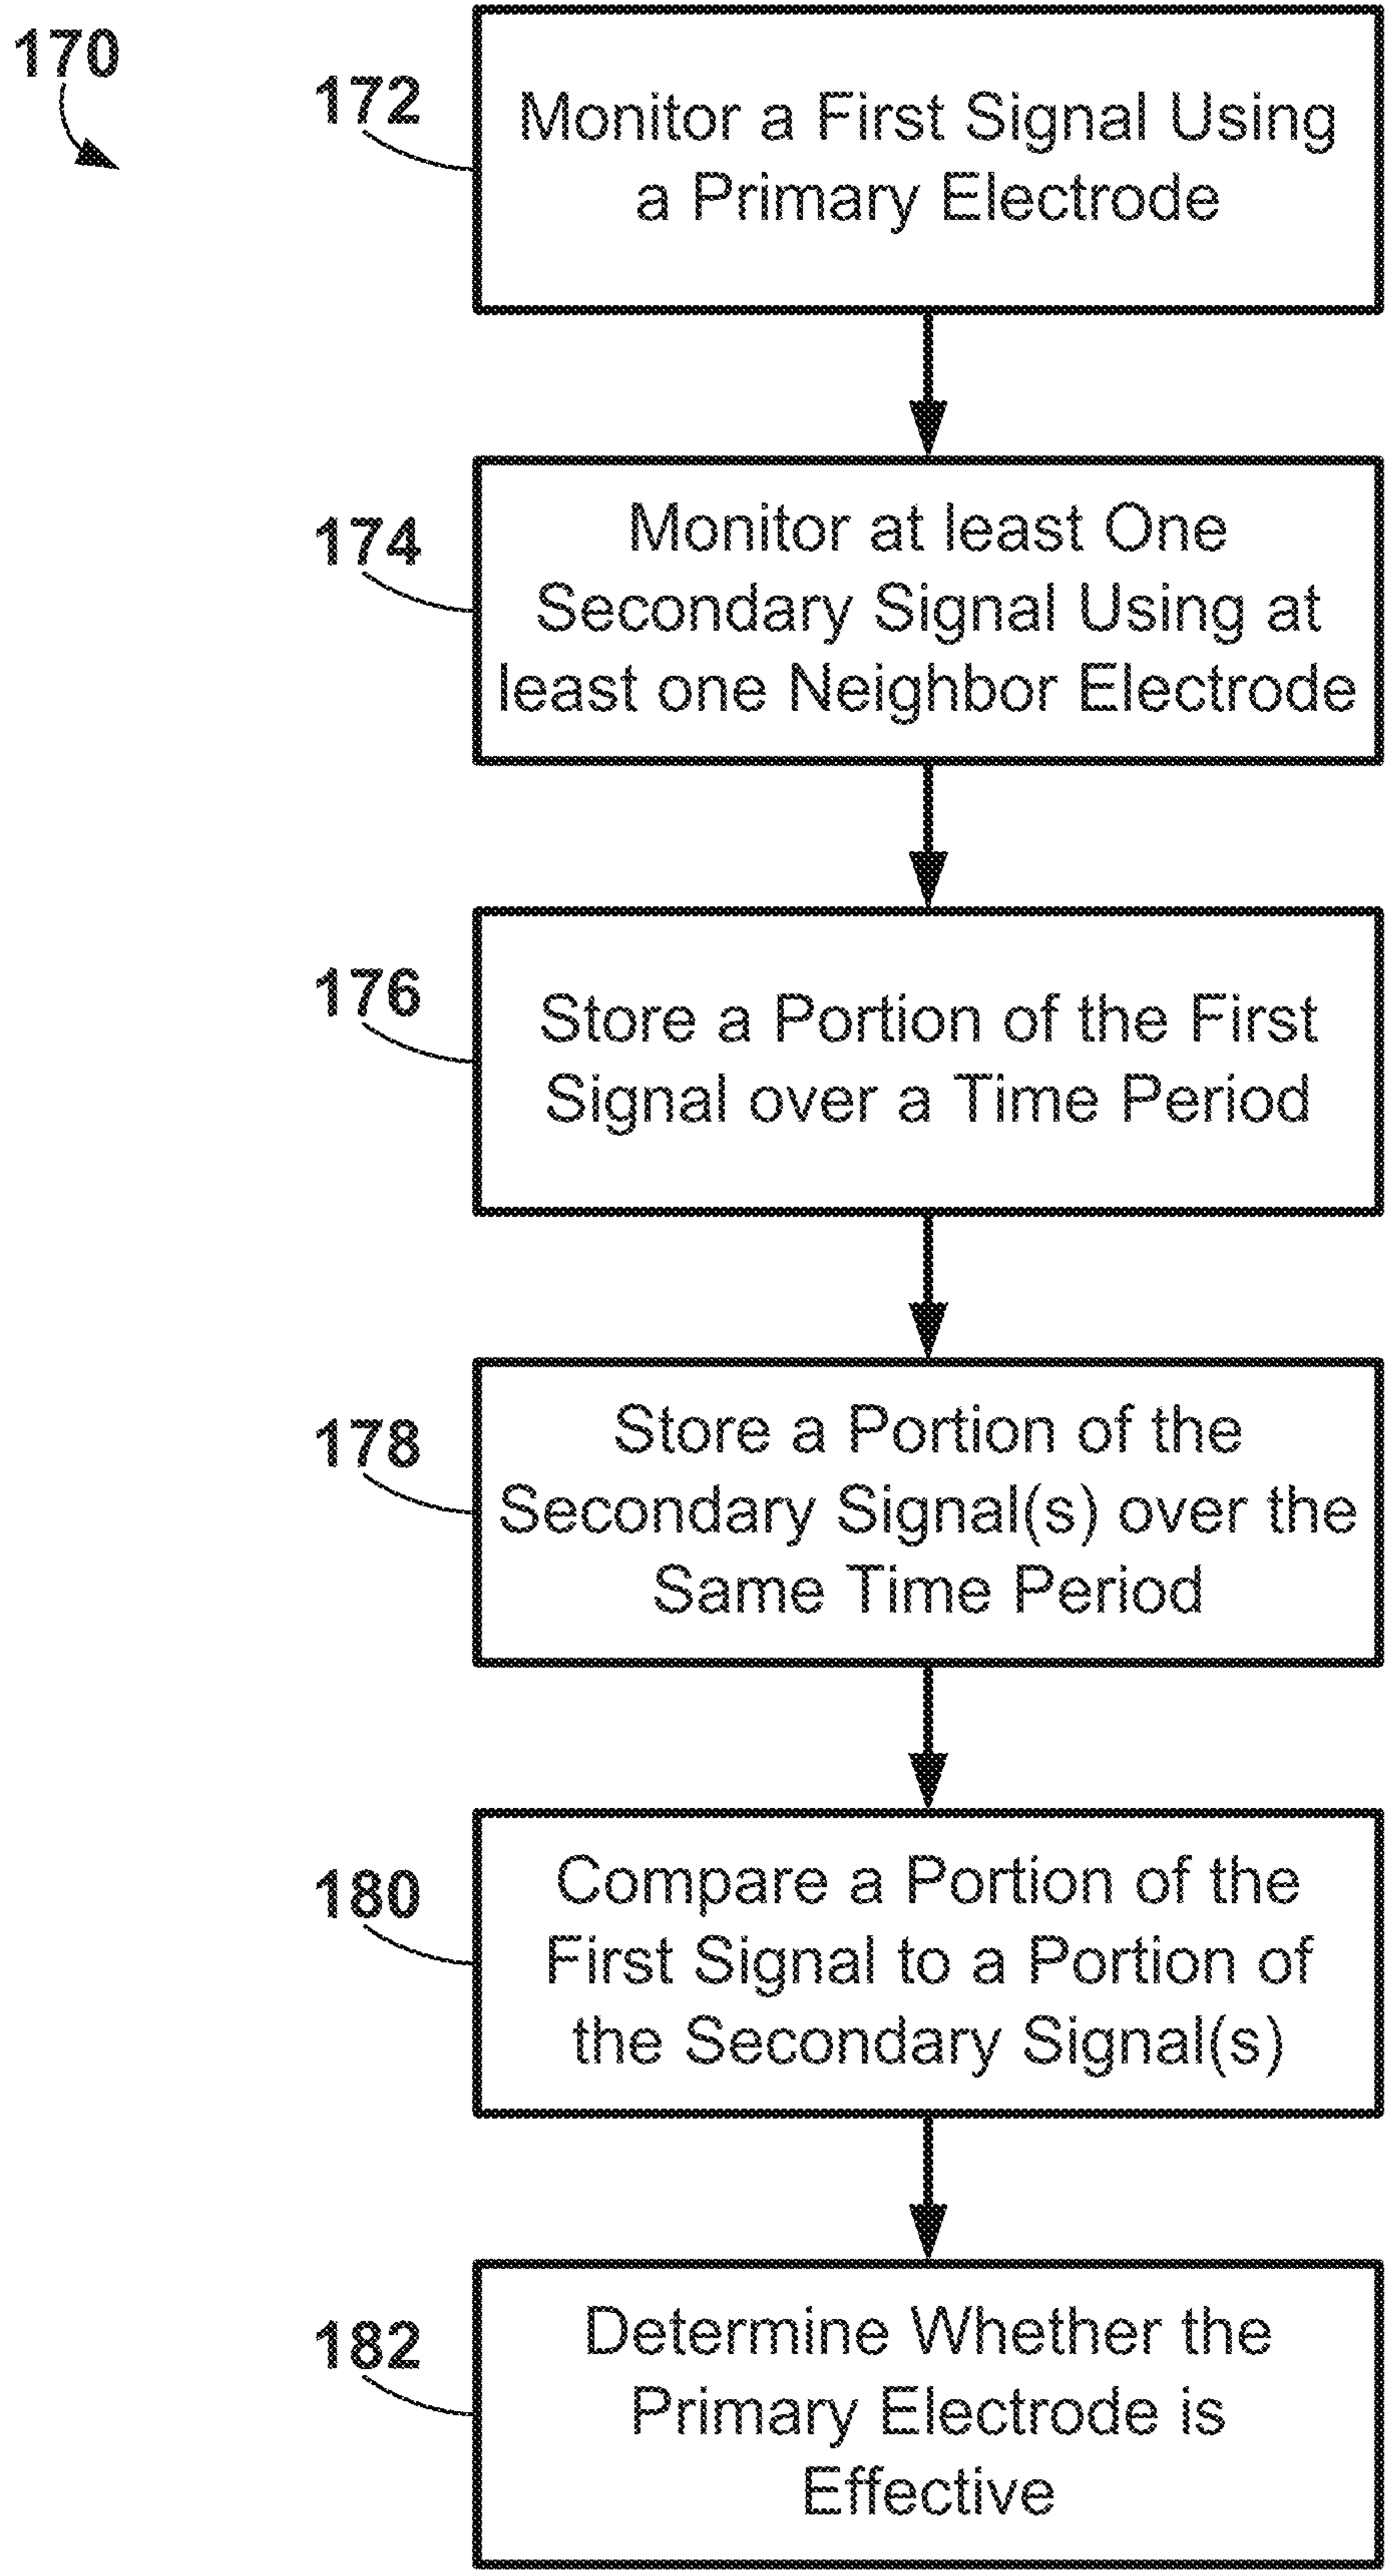 170
172
Monitor a First Signal Using
a Primary Electrode
174
Monitor at least One
Secondary Signal Using at
least one Neighbor Electrode
176
Store a Portion of the First
Signal over a Time Period
178
Store a Portion of the
Secondary Signal(s) over the
Same Time Period
180
Compare a Portion of the
First Signal to a Portion of
the Secondary Signal(s)
182
Determine Whether the
Primary Electrode is
Effective